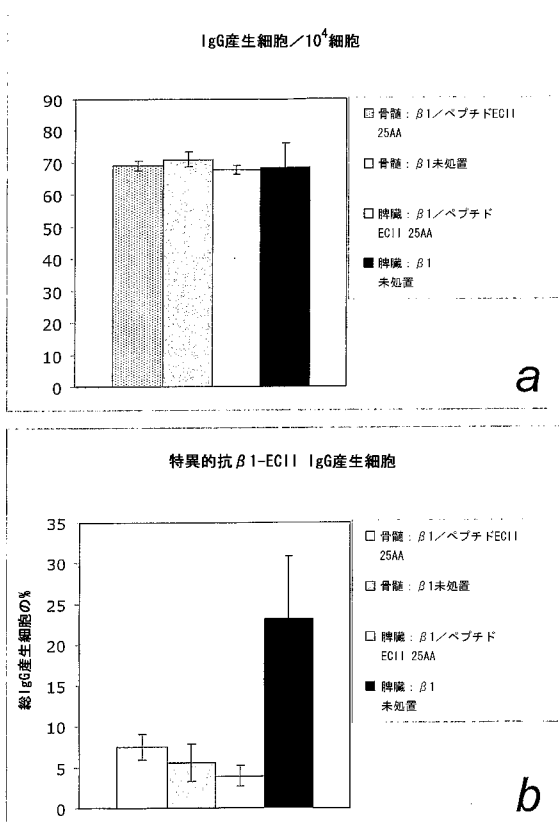 IgG産生細胞／10⁴細胞
90
80
70
60
50
40
30
20
10
0
骨髄：β1／ペプチドECII
25AA
骨髄：β1未処置
脾臓：β1／ペプチド
ECII 25AA
脾臓：β1
未処置
a
特異的抗β1-ECII IgG産生細胞
総IgG産生細胞の%
35
30
25
20
15
10
5
0
骨髄：β1／ペプチドECII
25AA
骨髄：β1未処置
脾臓：β1／ペプチド
ECII 25AA
脾臓：β1
未処置
b